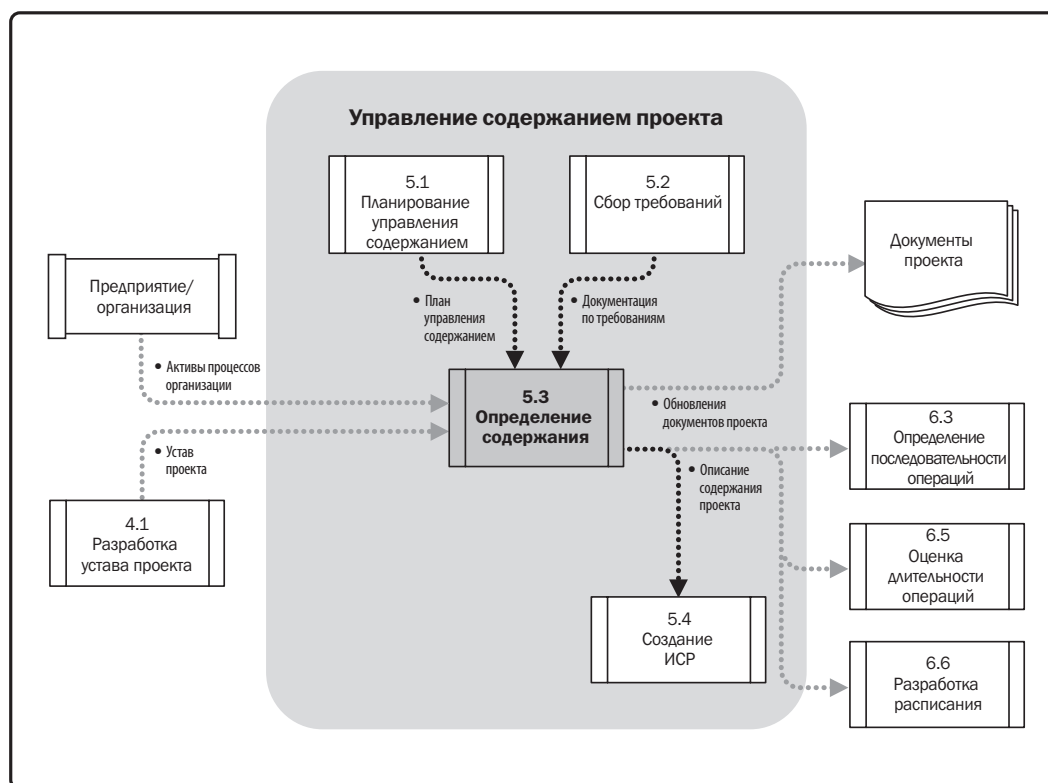 Управление содержанием проекта
5.1
Планирование
управления
содержанием
5.2
Сбор требований
Документы
проекта
Предприятие/
организация
• План
управления
содержанием
• Документация
по требованиям
• Активы процессов
организации
5.3
Определение
содержания
• Обновления
документов проекта
6.3
Определение
последовательности
операций
• Устав
проекта
• Описание
содержания
проекта
4.1
Разработка
устава проекта
6.5
Оценка
длительности
операций
5.4
Создание
ИСР
6.6
Разработка
расписания